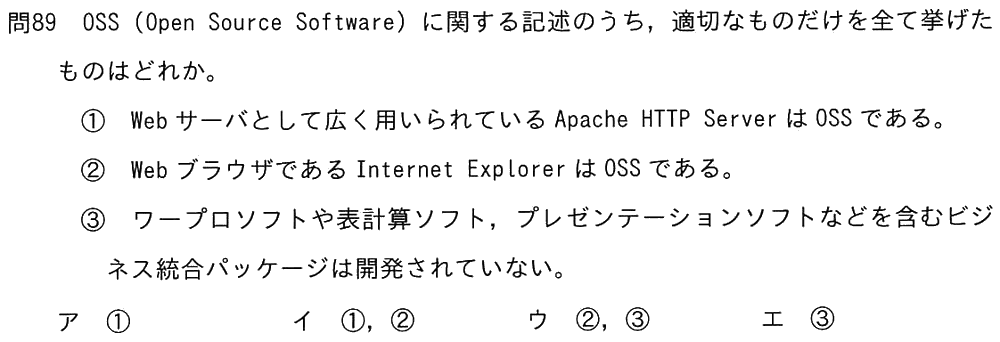 問89 OSS (Open Source Software) に関する記述のうち，適切なものだけを全て挙げた
ものはどれか。
① Web サーバとして広く用いられている Apache HTTP Server は OSS である。
② Web ブラウザである Internet Explorer は OSS である。
③ ワープロソフトや表計算ソフト，プレゼンテーションソフトなどを含むビジ
ネス統合パッケージは開発されていない。
ア ① イ ①，② ウ ②，③ エ ③